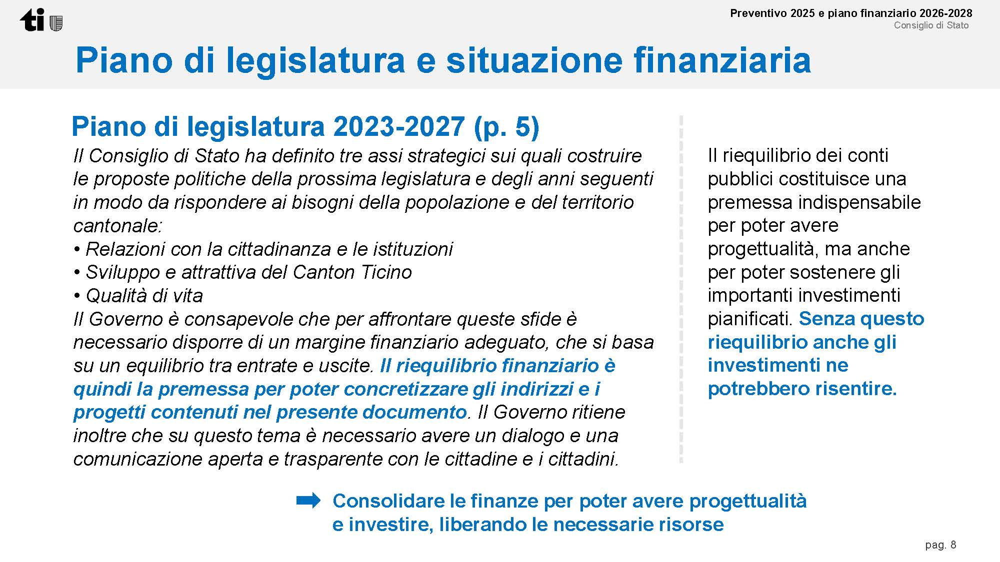 ti
Preventivo 2025 e piano finanziario 2026-2028
Consiglio di Stato
Piano di legislatura e situazione finanziaria
Piano di legislatura 2023-2027 (p. 5)
Il Consiglio di Stato ha definito tre assi strategici sui quali costruire
le proposte politiche della prossima legislatura e degli anni seguenti
in modo da rispondere ai bisogni della popolazione e del territorio
cantonale:
• Relazioni con la cittadinanza e le istituzioni
• Sviluppo e attrattiva del Canton Ticino
• Qualità di vita
Il Governo è consapevole che per affrontare queste sfide è
necessario disporre di un margine finanziario adeguato, che si basa
su un equilibrio tra entrate e uscite. Il riequilibrio finanziario è
quindi la premessa per poter concretizzare gli indirizzi e i
progetti contenuti nel presente documento. Il Governo ritiene
inoltre che su questo tema è necessario avere un dialogo e una
comunicazione aperta e trasparente con le cittadine e i cittadini.
Il riequilibrio dei conti
pubblici costituisce una
premessa indispensabile
per poter avere
progettualità, ma anche
per poter sostenere gli
importanti investimenti
pianificati. Senza questo
riequilibrio anche gli
investimenti ne
potrebbero risentire.
Consolidare le finanze per poter avere progettualità
e investire, liberando le necessarie risorse
pag. 8